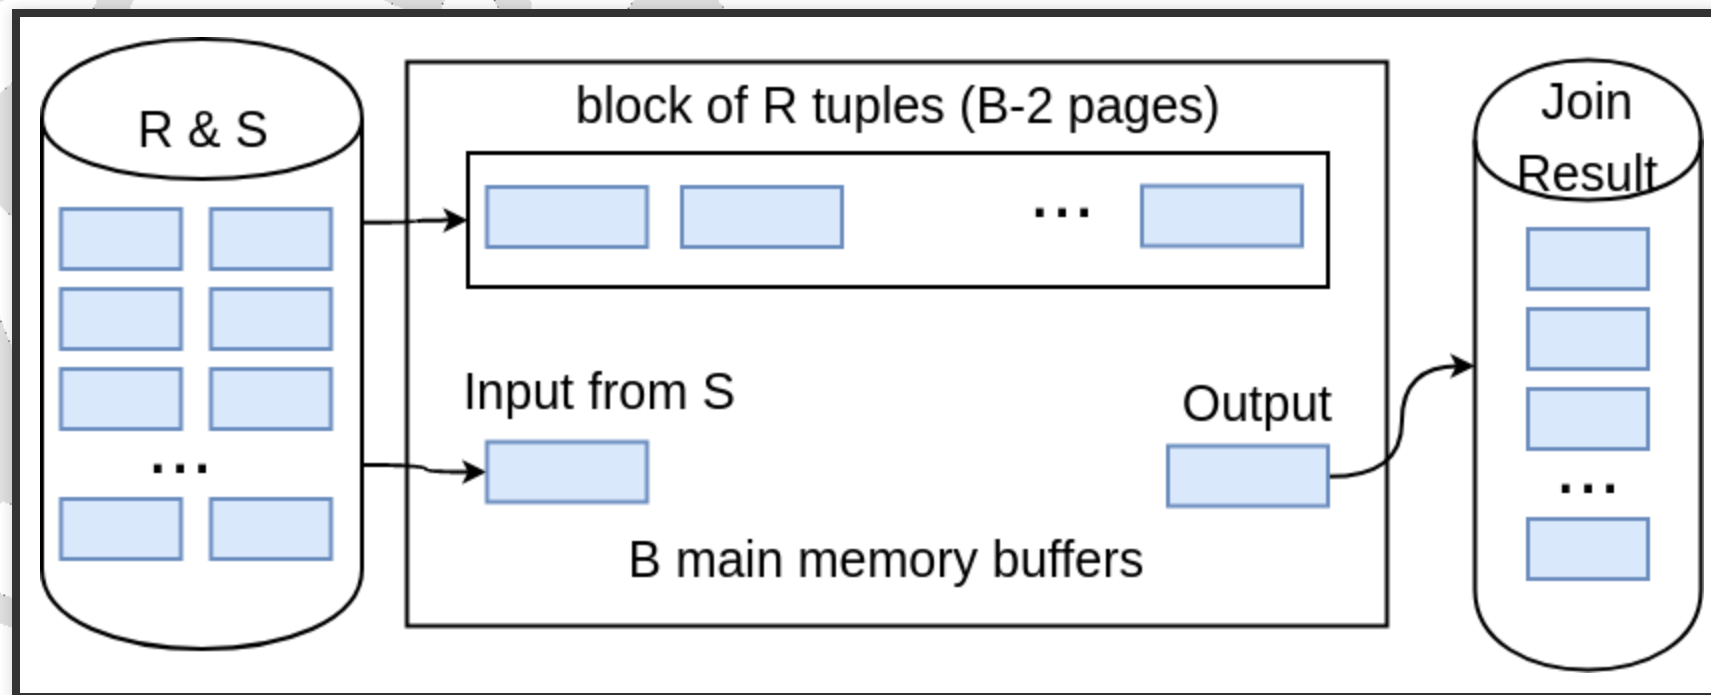 R & S
block of R tuples (B-2 pages)
...
Input from S
Output
...
B main memory buffers
Join
Result
...